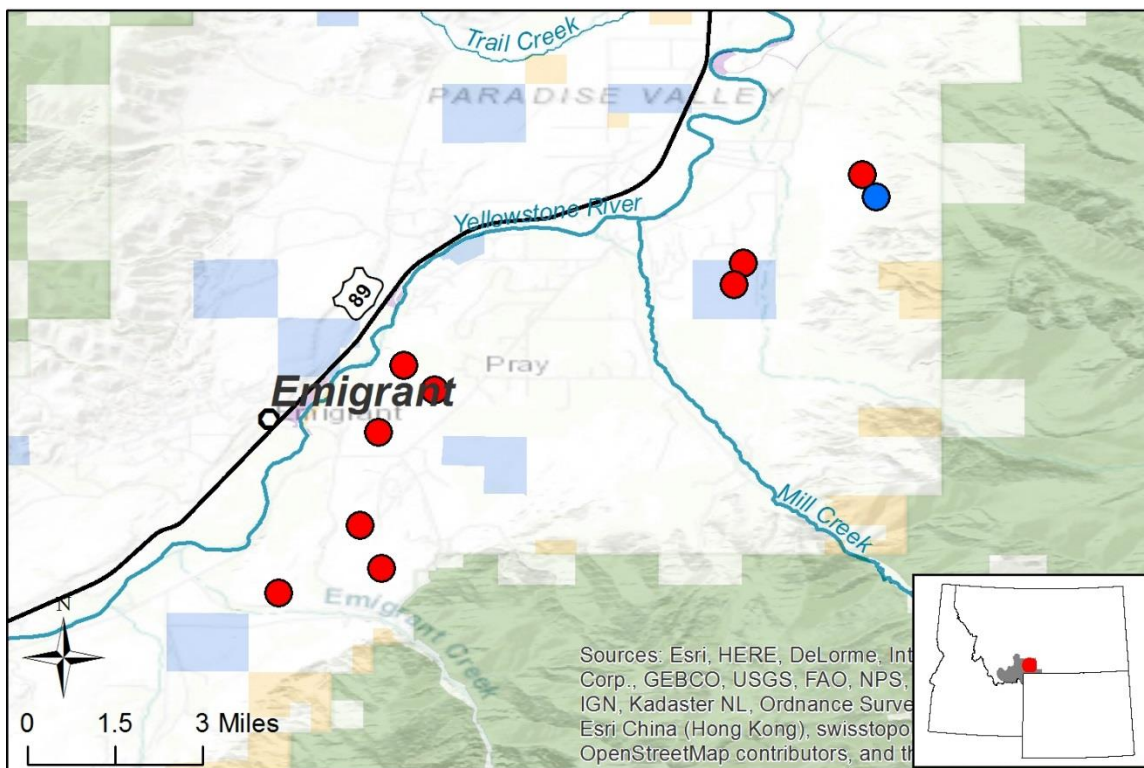 Trail Creek
PARADISE VALLEY
Yellowstone River
89
Pray
Emigrant
Emigrant
Mill Creek
Emigrant Creek
N
0 1.5 3 Miles
Sources: Esri, HERE, DeLorme, Int
Corp., GEBCO, USGS, FAO, NPS,
IGN, Kadaster NL, Ordnance Surve
Esri China (Hong Kong), swisstopo
OpenStreetMap contributors, and th